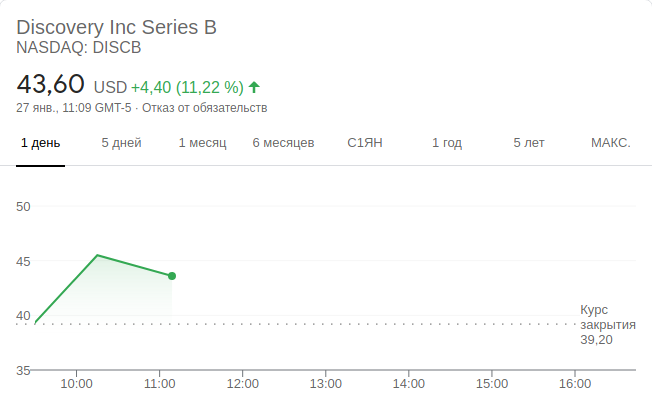 Discovery Inc Series B
NASDAQ: DISCB
43,60 USD +4,40 (11,22 %)
27 янв., 11:09 GMT-5 · Отказ от обязательств
1 день 5 дней 1 месяц 6 месяцев С1ЯН 1 год 5 лет МАКС.
50
45
40
35
Курс
закрытия
39,20
10:00 11:00 12:00 13:00 14:00 15:00 16:00